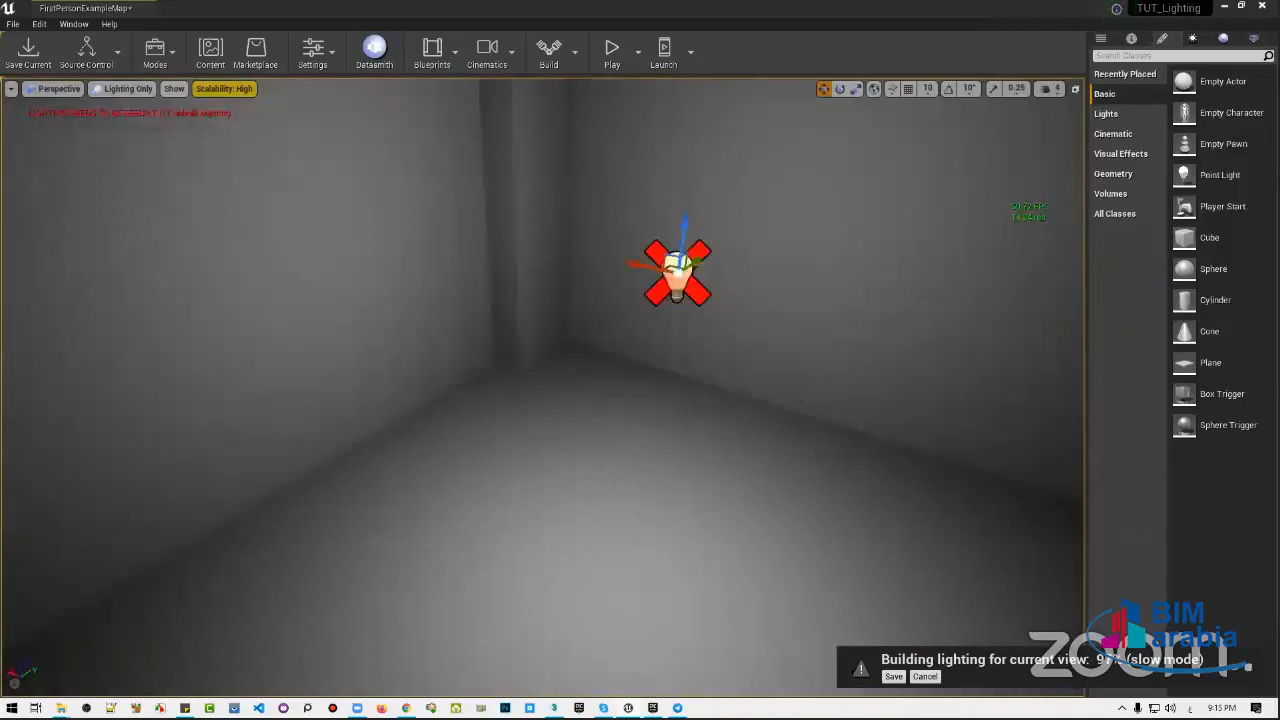 FirstPersonExampleMap*
TUT_Lighting
File Edit Window Help
Save Current
Source Control
Modes
Content
Marketplace
Settings
Datasmith
Cinematics
Build
Play
Launch
Search Classes
Perspective
Lighting Only
Show
Scalability: High
10
10°
0.25
4
Recently Placed
Basic
Lights
Cinematic
Visual Effects
Geometry
Volumes
All Classes
Empty Actor
Empty Character
Empty Pawn
Point Light
Player Start
Cube
Sphere
Cylinder
Cone
Plane
Box Trigger
Sphere Trigger
BIM
arabia
zoom
Building lighting for current view:
(slow mode)
Save Cancel
9:15 PM